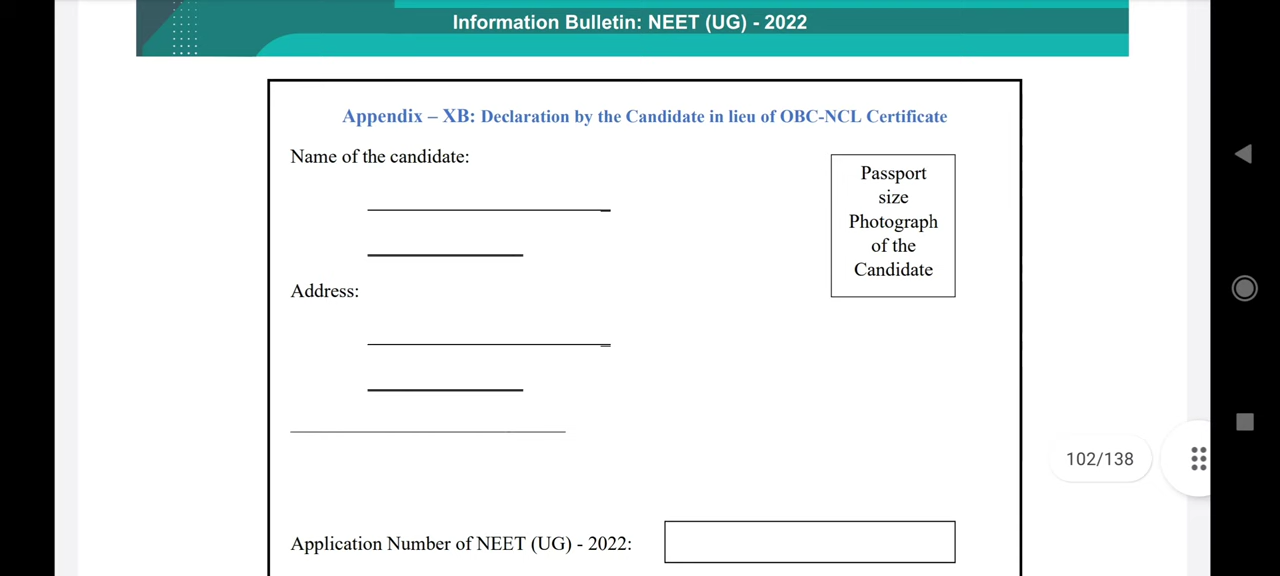 Information Bulletin: NEET (UG) - 2022
Appendix – XB: Declaration by the Candidate in lieu of OBC-NCL Certificate
Name of the candidate:
Passport
size
Photograph
of the
Candidate
Address:
102/138
Application Number of NEET (UG) - 2022: